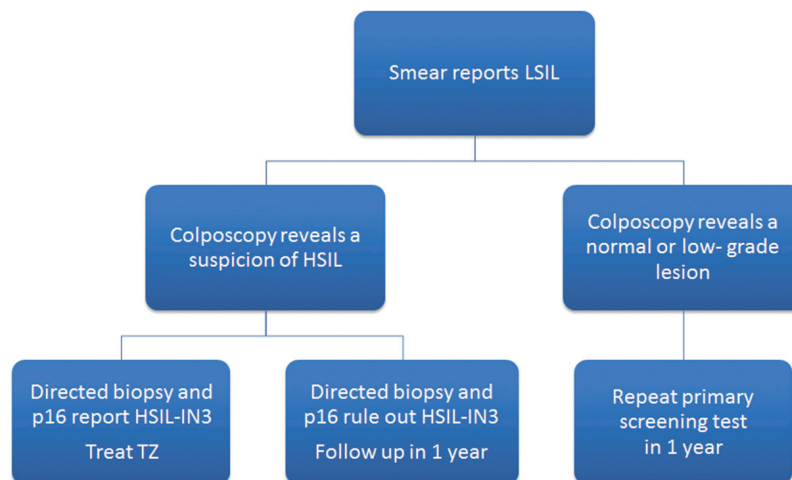 Smear reports LSIL
Colposcopy reveals a
suspicion of HSIL
Colposcopy reveals a
normal or low- grade
lesion
Directed biopsy and
p16 report HSIL-IN3
Treat TZ
Directed biopsy and
p16 rule out HSIL-IN3
Follow up in 1 year
Repeat primary
screening test
in 1 year